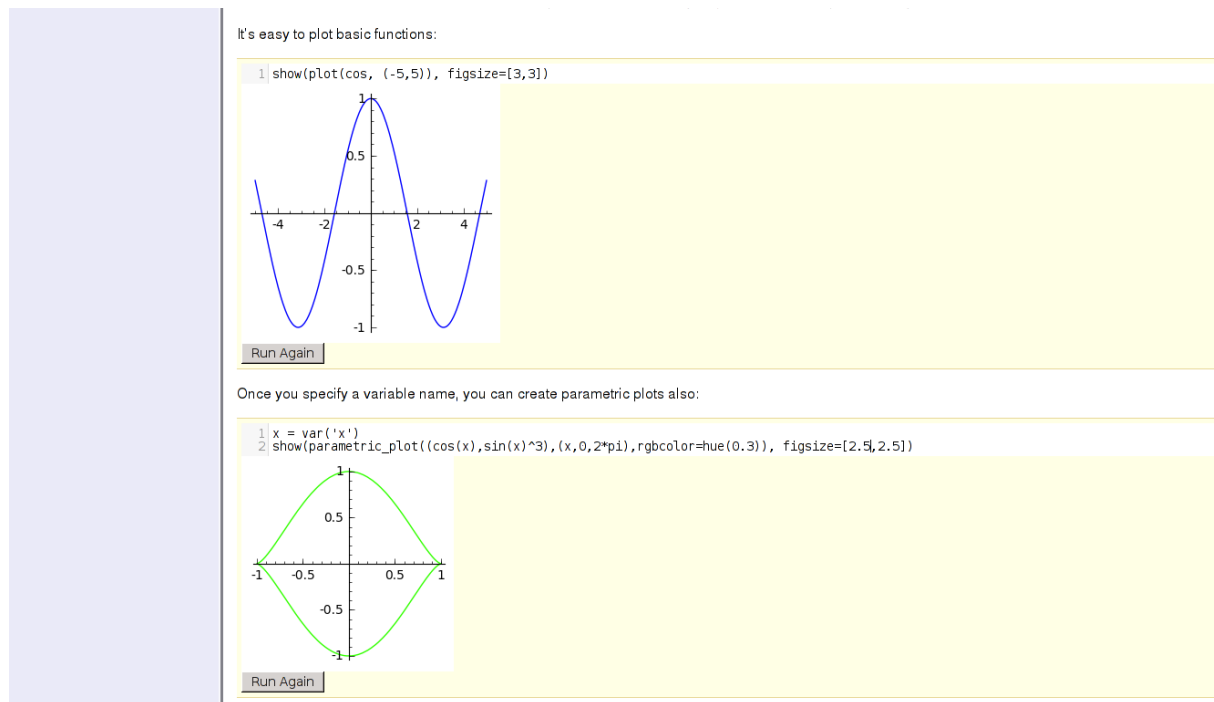 It's easy to plot basic functions:
1 show(plot(cos, (-5,5)), figsize=[3,3])
1
0.5
-4 -2 2 4
-0.5
-1
Run Again
Once you specify a variable name, you can create parametric plots also:
1 x = var('x')
2 show(parametric_plot((cos(x),sin(x)^3),(x,0,2*pi),rgbcolor=hue(0.3)), figsize=[2.5,2.5])
1
0.5
-1 -0.5 0.5 1
-0.5
-1
Run Again